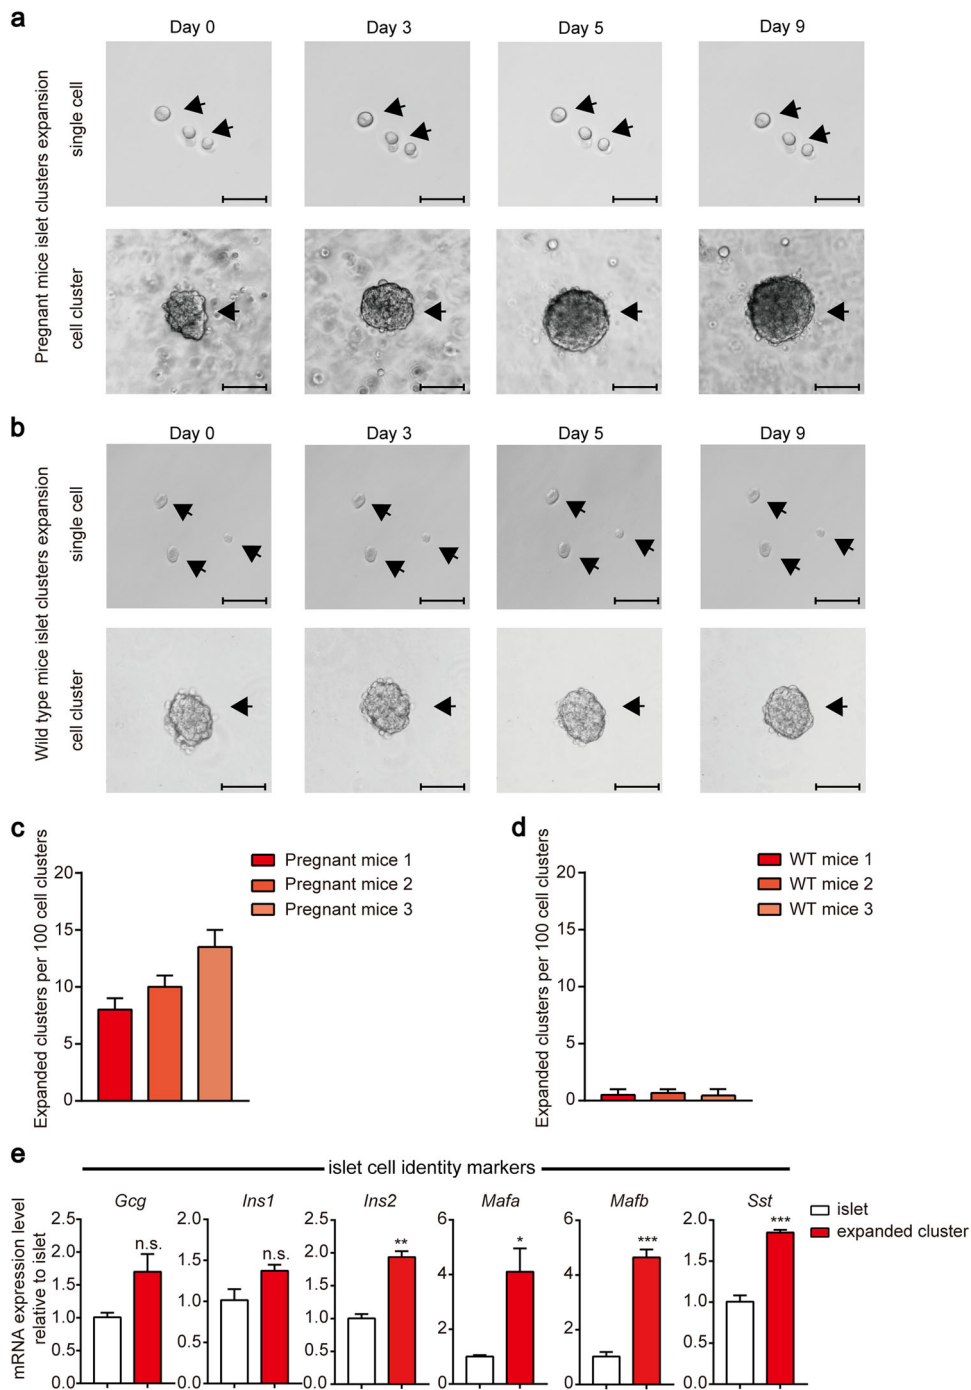 a
Day 0 Day 3 Day 5 Day 9
Pregnant mice islet clusters expansion
single cell
cell cluster
b
Day 0 Day 3 Day 5 Day 9
Wild type mice islet clusters expansion
single cell
cell cluster
c
Expanded clusters per 100 cell clusters
20
15
10
5
0
Pregnant mice 1
Pregnant mice 2
Pregnant mice 3
d
Expanded clusters per 100 cell clusters
20
15
10
5
0
WT mice 1
WT mice 2
WT mice 3
e
islet cell identity markers
mRNA expression level
relative to islet
Gcg
2.5
2.0
1.5
1.0
0.5
0.0
n.s.
Ins1
2.0
1.5
1.0
0.5
0.0
n.s.
Ins2
2.5
2.0
1.5
1.0
0.5
0.0
**
Mafa
6
4
2
0
*
Mafb
6
4
2
0
***
Sst
2.0
1.5
1.0
0.5
0.0
***
islet
expanded cluster